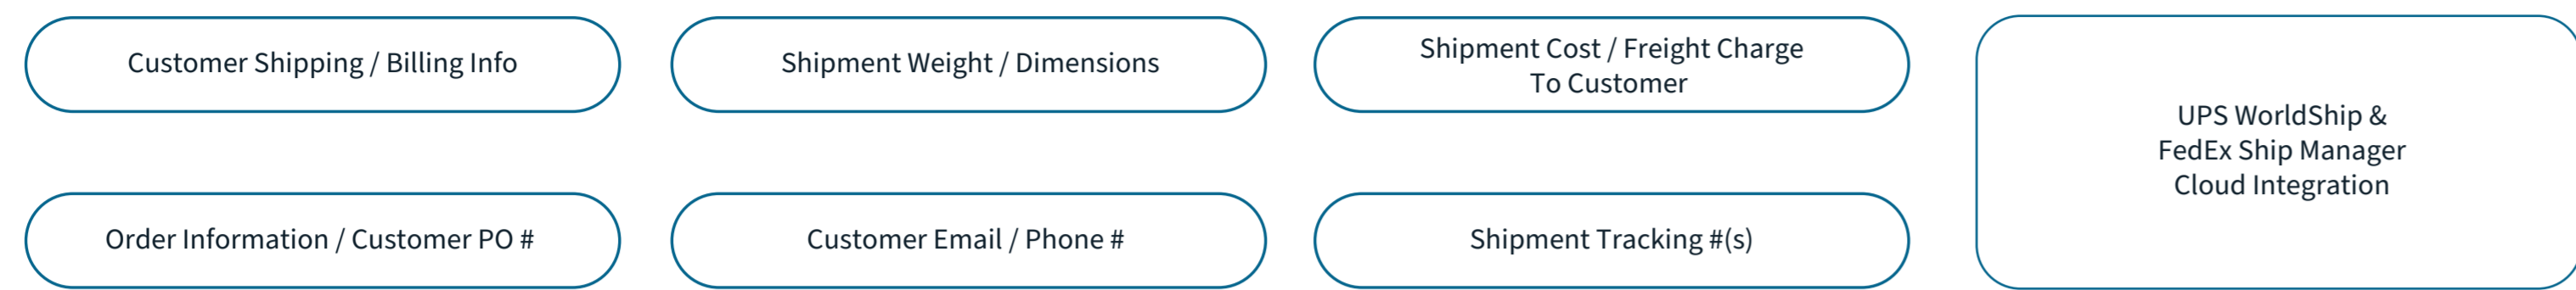 Customer Shipping / Billing Info
Shipment Weight / Dimensions
Shipment Cost / Freight Charge
To Customer
UPS WorldShip &
FedEx Ship Manager
Cloud Integration
Order Information / Customer PO #
Customer Email / Phone #
Shipment Tracking #(s)